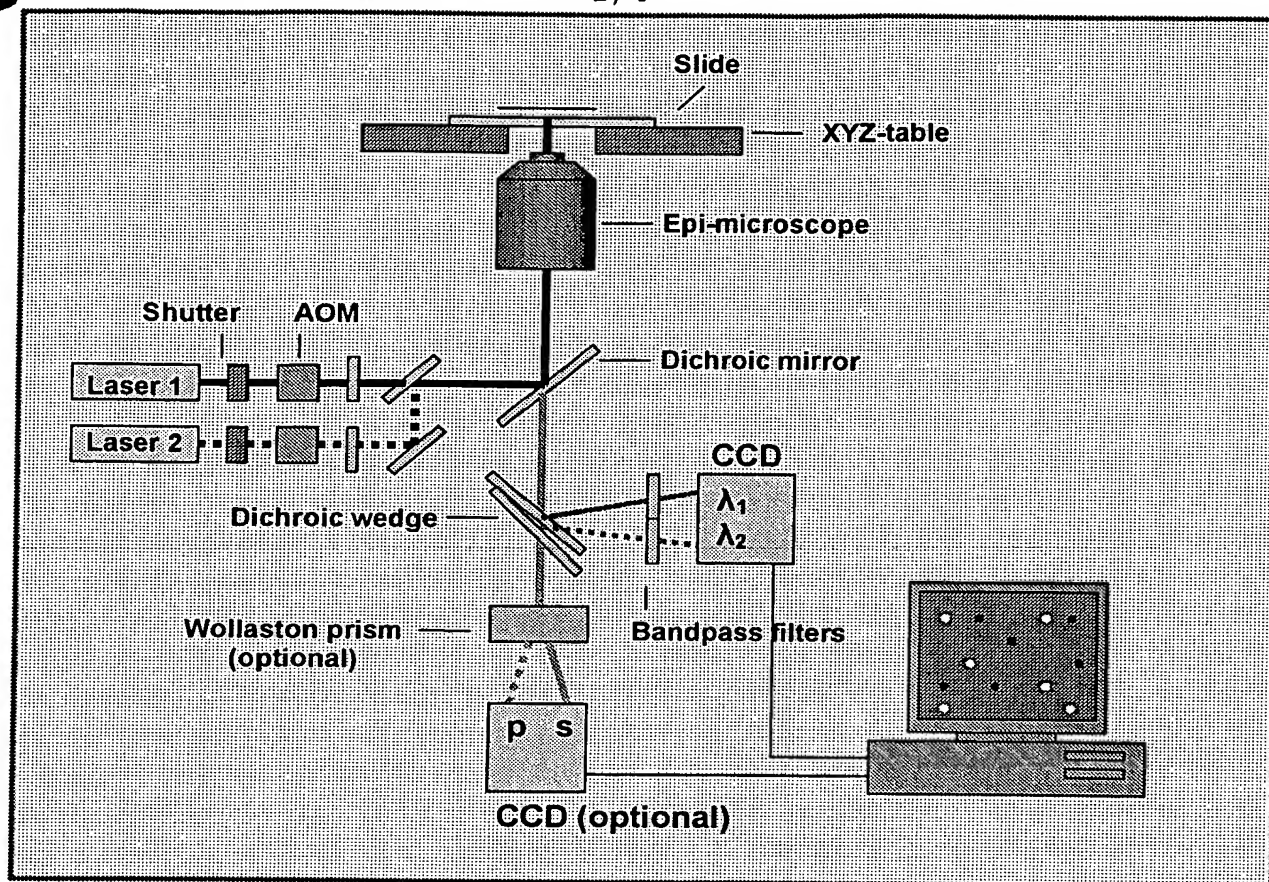 Slide
XYZ-table
Epi-microscope
Shutter AOM
Dichroic mirror
Laser 1
Laser 2
CCD
λ1
λ2
Dichroic wedge
Wollaston prism
(optional)
Bandpass filters
p s
CCD (optional)